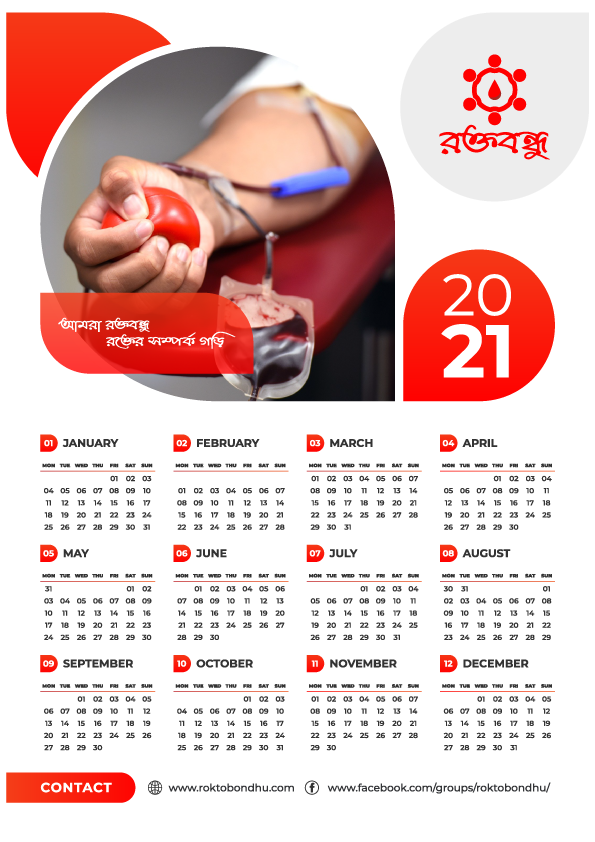 রক্তবন্ধু
আমরা রক্তবন্ধু
রক্তের সম্পর্ক গড়ি
20
21
01 JANUARY
MON TUE WED THU FRI SAT SUN
01 02 03
04 05 06 07 08 09 10
11 12 13 14 15 16 17
18 19 20 21 22 23 24
25 26 27 28 29 30 31
02 FEBRUARY
MON TUE WED THU FRI SAT SUN
01 02 03 04 05 06 07
08 09 10 11 12 13 14
15 16 17 18 19 20 21
22 23 24 25 26 27 28
03 MARCH
MON TUE WED THU FRI SAT SUN
01 02 03 04 05 06 07
08 09 10 11 12 13 14
15 16 17 18 19 20 21
22 23 24 25 26 27 28
29 30 31
04 APRIL
MON TUE WED THU FRI SAT SUN
01 02 03 04
05 06 07 08 09 10 11
12 13 14 15 16 17 18
19 20 21 22 23 24 25
26 27 28 29 30
05 MAY
MON TUE WED THU FRI SAT SUN
31 01 02
03 04 05 06 07 08 09
10 11 12 13 14 15 16
17 18 19 20 21 22 23
24 25 26 27 28 29 30
06 JUNE
MON TUE WED THU FRI SAT SUN
01 02 03 04 05 06
07 08 09 10 11 12 13
14 15 16 17 18 19 20
21 22 23 24 25 26 27
28 29 30
07 JULY
MON TUE WED THU FRI SAT SUN
01 02 03 04
05 06 07 08 09 10 11
12 13 14 15 16 17 18
19 20 21 22 23 24 25
26 27 28 29 30 31
08 AUGUST
MON TUE WED THU FRI SAT SUN
30 31 01
02 03 04 05 06 07 08
09 10 11 12 13 14 15
16 17 18 19 20 21 22
23 24 25 26 27 28 29
09 SEPTEMBER
MON TUE WED THU FRI SAT SUN
01 02 03 04 05
06 07 08 09 10 11 12
13 14 15 16 17 18 19
20 21 22 23 24 25 26
27 28 29 30
10 OCTOBER
MON TUE WED THU FRI SAT SUN
01 02 03
04 05 06 07 08 09 10
11 12 13 14 15 16 17
18 19 20 21 22 23 24
25 26 27 28 29 30 31
11 NOVEMBER
MON TUE WED THU FRI SAT SUN
01 02 03 04 05 06 07
08 09 10 11 12 13 14
15 16 17 18 19 20 21
22 23 24 25 26 27 28
29 30
12 DECEMBER
MON TUE WED THU FRI SAT SUN
01 02 03 04 05
06 07 08 09 10 11 12
13 14 15 16 17 18 19
20 21 22 23 24 25 26
27 28 29 30 31
CONTACT www.roktobondhu.com www.facebook.com/groups/roktobondhu/